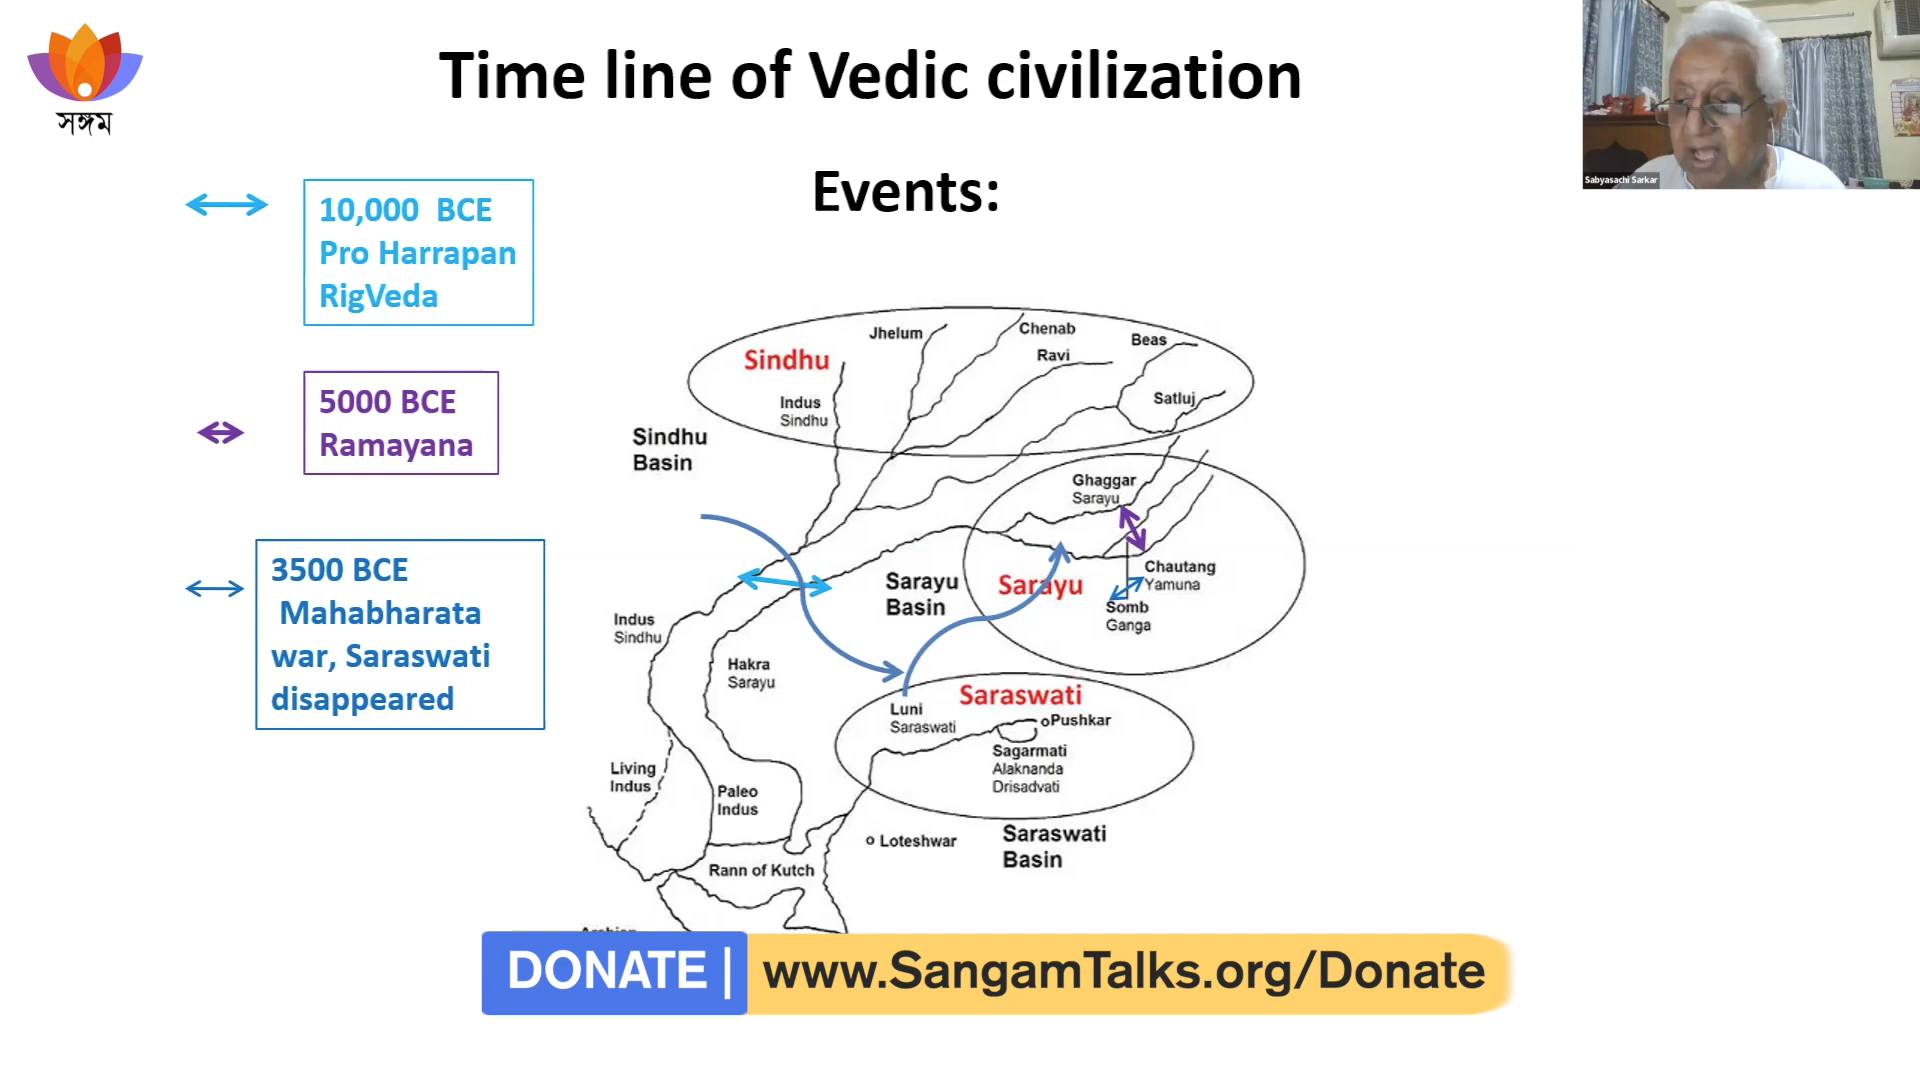 সঙ্গম
Time line of Vedic civilization
Events:
Sabyasachi Sarkar
10,000 BCE
Pro Harrapan
RigVeda
5000 BCE
Ramayana
3500 BCE
Mahabharata
war, Saraswati
disappeared
Jhelum
Chenab
Beas
Ravi
Sindhu
Satluj
Indus
Sindhu
Sindhu
Basin
Ghaggar
Sarayu
Chautang
Yamuna
Sarayu
Sarayu
Basin
Somb
Ganga
Indus
Sindhu
Hakra
Sarayu
Saraswati
Luni
Saraswati
Pushkar
Sagarmati
Alaknanda
Drisadvati
Living
Indus
Paleo
Indus
Loteshwar
Saraswati
Basin
Rann of Kutch
DONATE | www.SangamTalks.org/Donate